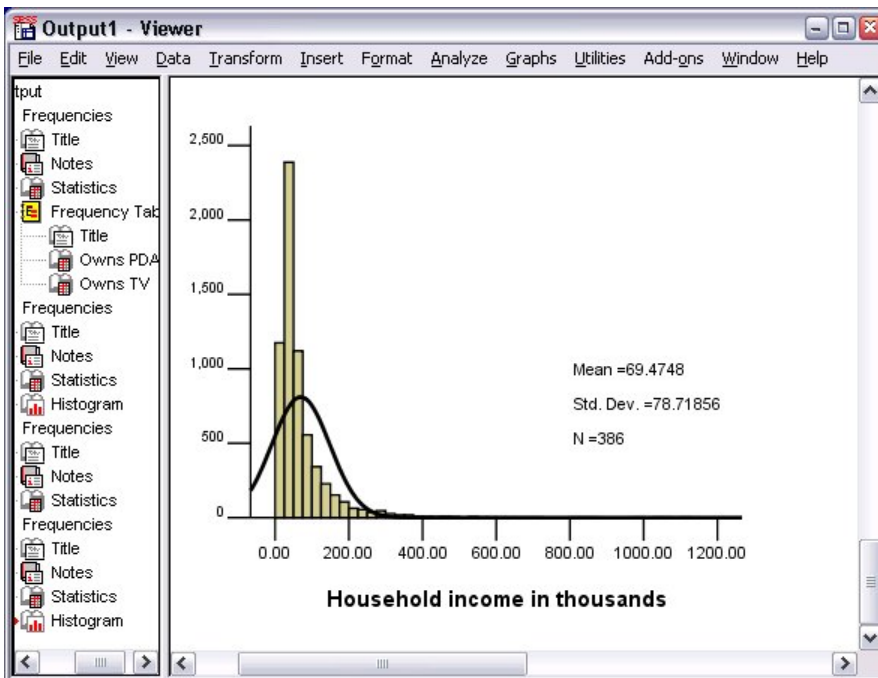 SPSS
Output1 - Viewer
File Edit View Data Transform Insert Format Analyze Graphs Utilities Add-ons Window Help
tput
Frequencies
Title
Notes
Statistics
Frequency Tab
Title
Owns PDA
Owns TV
Frequencies
Title
Notes
Statistics
Histogram
Frequencies
Title
Notes
Statistics
Frequencies
Title
Notes
Statistics
Histogram
2,500
2,000
1,500
1,000
500
0
Mean =69.4748
Std. Dev. =78.71856
N =386
0.00 200.00 400.00 600.00 800.00 1000.00 1200.00
Household income in thousands